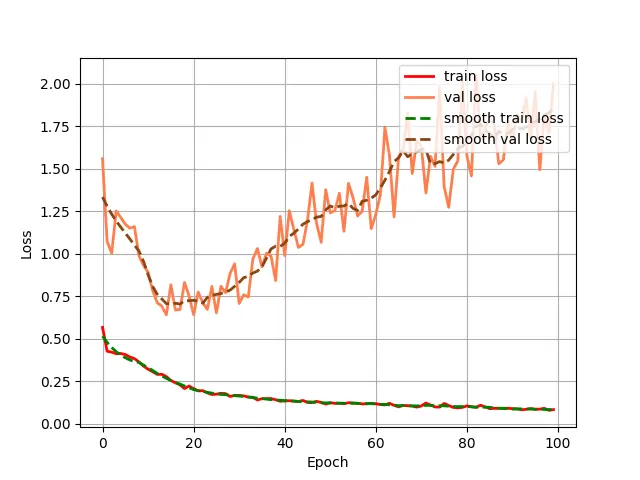 2.00
1.75
1.50
1.25
1.00
0.75
0.50
0.25
0.00
Loss
train loss
val loss
smooth train loss
smooth val loss
0 20 40 60 80 100
Epoch